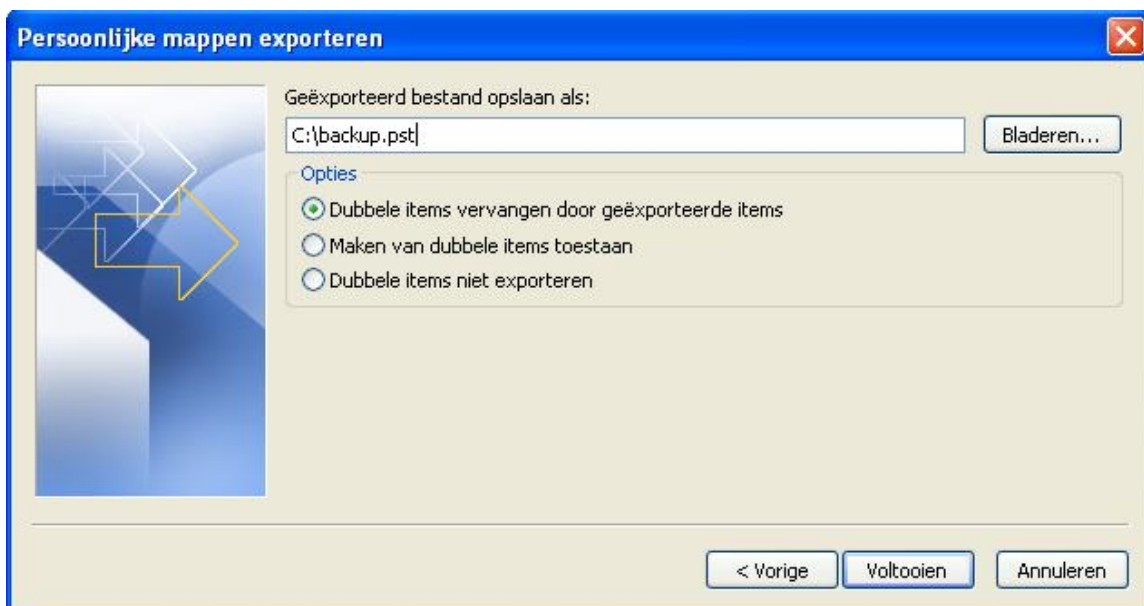 Persoonlijke mappen exporteren
Geëxporteerd bestand opslaan als:
C:\backup.pst
Bladeren...
Opties
Dubbele items vervangen door geëxporteerde items
Maken van dubbele items toestaan
Dubbele items niet exporteren
< Vorige
Voltooien
Annuleren